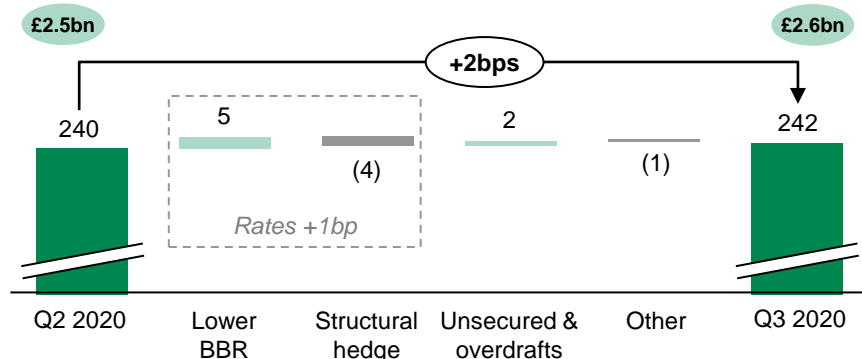 £2.5bn
£2.6bn
+2bps
240
5
(4)
2
(1)
242
Rates +1bp
Q2 2020
Lower
BBR
Structural
hedge
Unsecured &
overdrafts
Other
Q3 2020